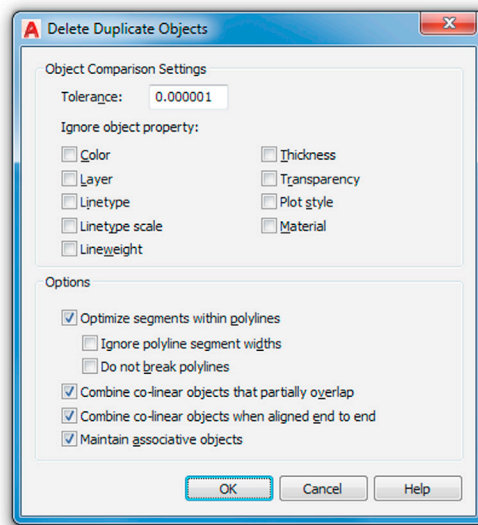 Delete Duplicate Objects
Object Comparison Settings
Tolerance: 0.000001
Ignore object property:
Color Thickness
Layer Transparency
Linetype Plot style
Linetype scale Material
Lineweight
Options
Optimize segments within polylines
Ignore polyline segment widths
Do not break polylines
Combine co-linear objects that partially overlap
Combine co-linear objects when aligned end to end
Maintain associative objects
OK Cancel Help